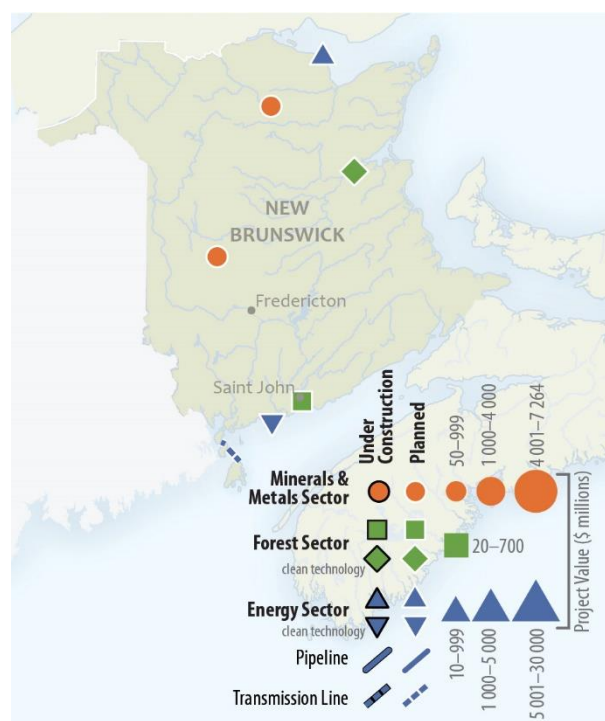 NEW
BRUNSWICK
Fredericton
Saint John
Under
Construction
Planned
50–999
1 000–4 000
4 001–7 264
Minerals &
Metals Sector
Forest Sector
clean technology
20–700
Energy Sector
clean technology
10–999
1 000–5 000
5 001–30 000
Pipeline
Transmission Line
Project Value ($ millions)